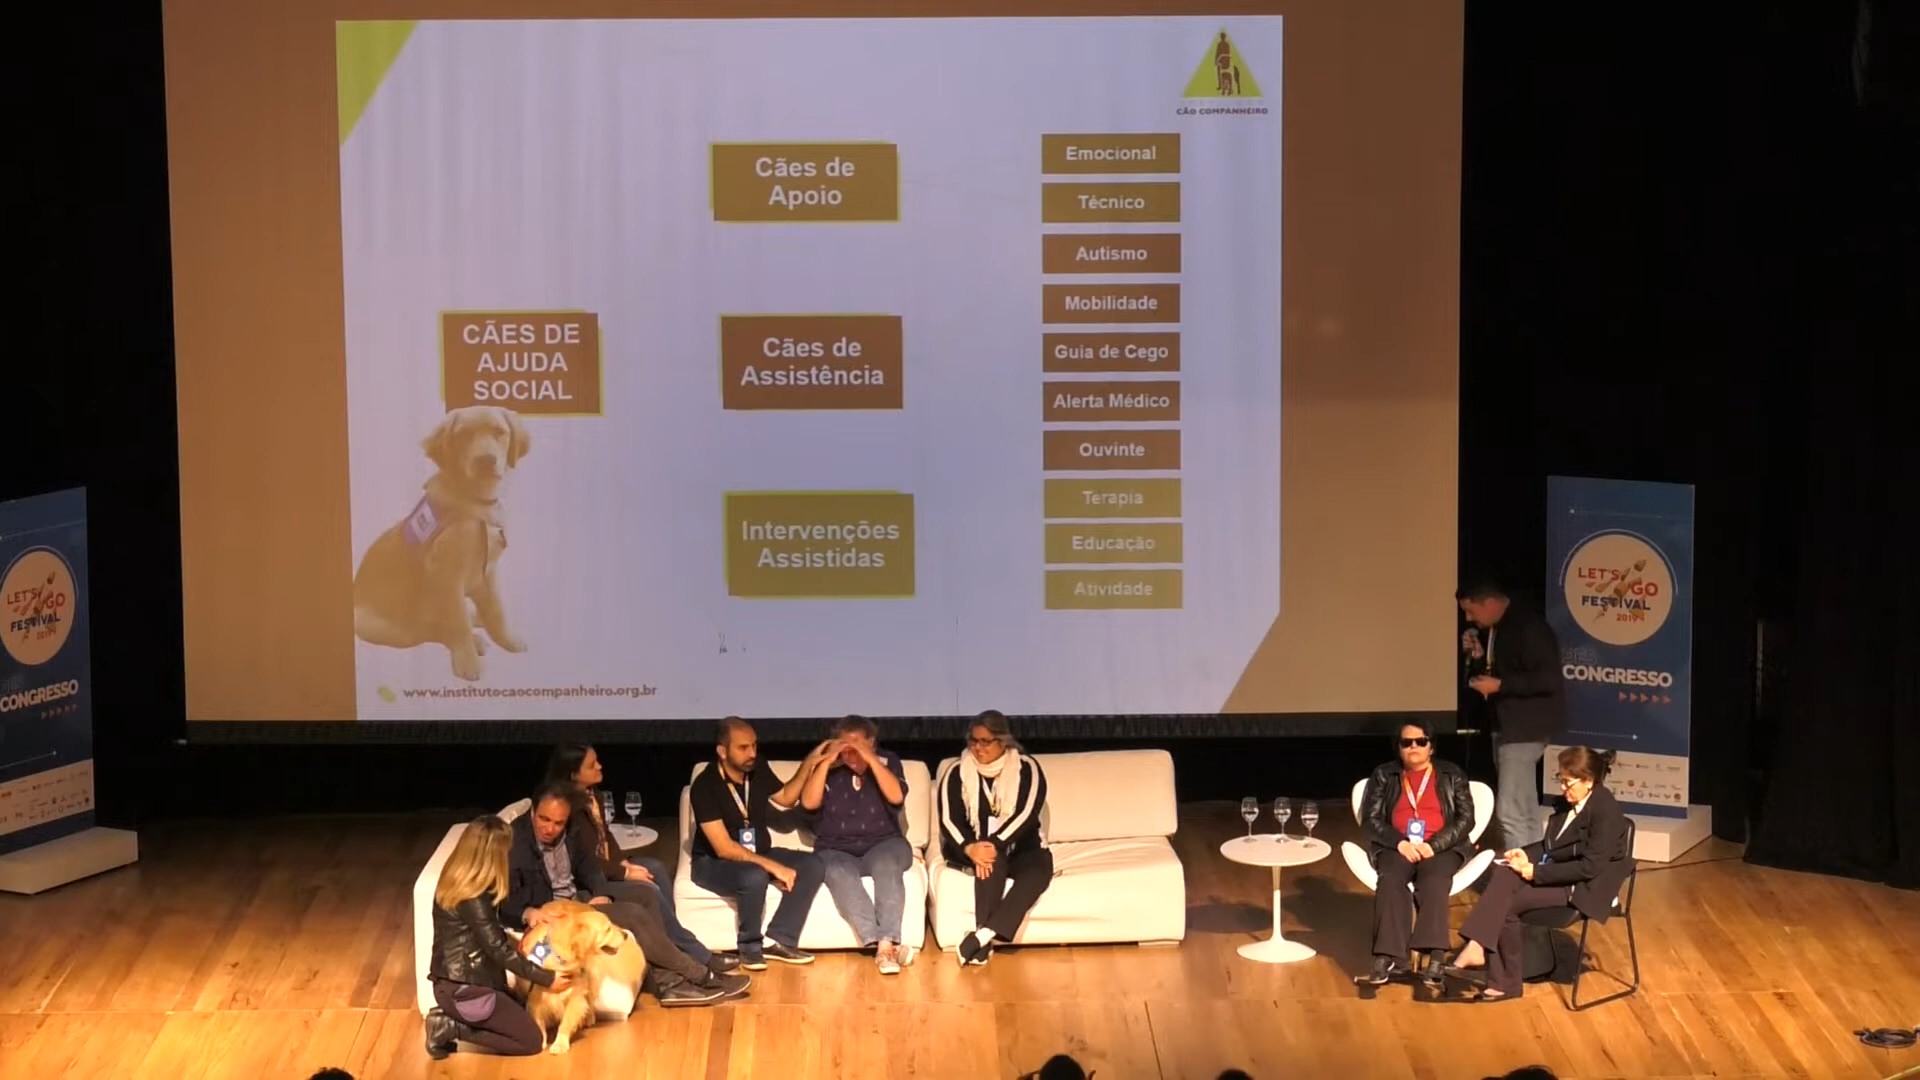 CÃO COMPANHEIRO
Cães de
Apoio
CÃES DE
AJUDA
SOCIAL
Cães de
Assistência
Intervenções
Assistidas
Emocional
Técnico
Autismo
Mobilidade
Guia de Cego
Alerta Médico
Ouvinte
Terapia
Educação
Atividade
www.institutocaocompanheiro.org.br
LET'S GO
FESTIVAL
2019
CONGRESSO
LET'S GO
FESTIVAL
2019
CONGRESSO